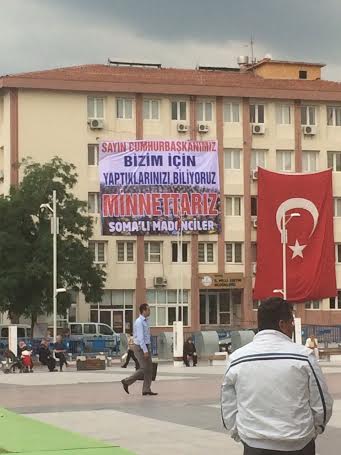 SAYIN CUMHURBAŞKANIMIZ
BİZİM İÇİN
YAPTIKLARINIZI BİLİYORUZ
MİNNETTARIZ
SOMA'LI MADENCİLER